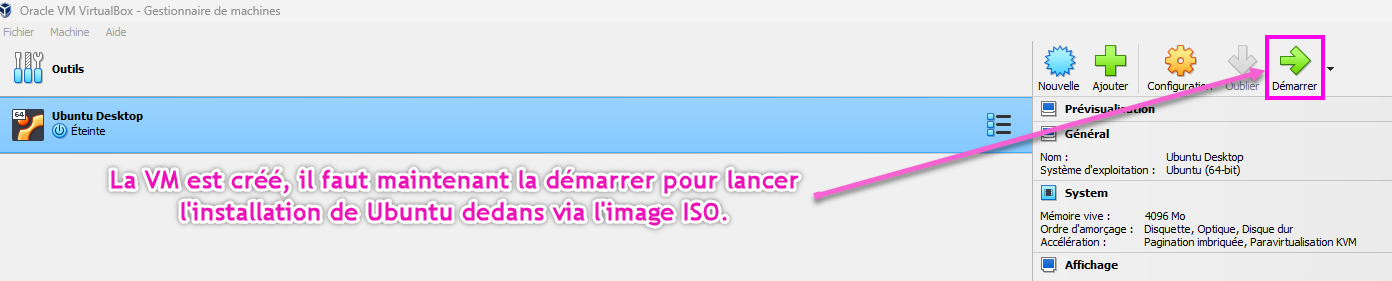 Oracle VM VirtualBox - Gestionnaire de machines
Fichier Machine Aide
Outils
Nouvelle Ajouter Configuration Oublier Démarrer
64
Ubuntu Desktop
Éteinte
La VM est créé, il faut maintenant la démarrer pour lancer
l'installation de Ubuntu dedans via l'image ISO.
Prévisualisation
Général
Nom : Ubuntu Desktop
Système d'exploitation : Ubuntu (64-bit)
System
Mémoire vive : 4096 Mo
Ordre d'amorçage : Disquette, Optique, Disque dur
Accélération : Pagination imbriquée, Paravirtualisation KVM
Affichage